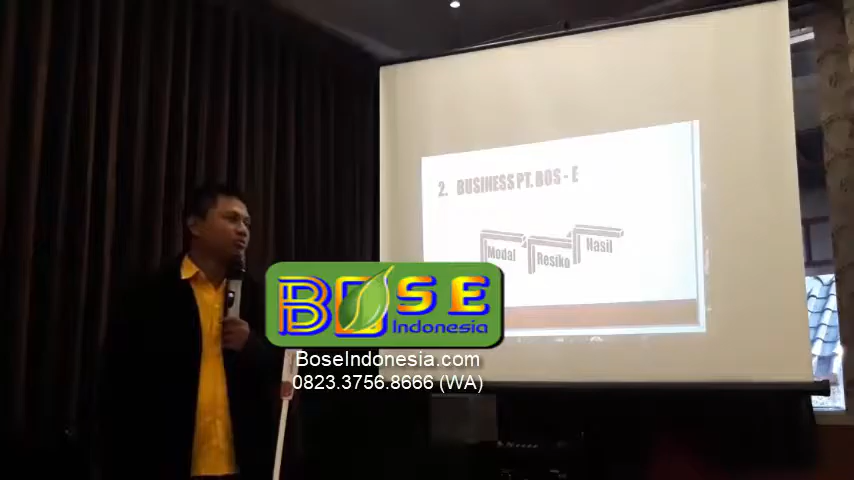 2. BUSINESS PT. BOS - E
Modal
Resiko
Hasil
BOSE
Indonesia
BoseIndonesia.com
0823.3756.8666 (WA)